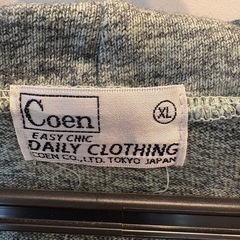 Coen
XL
EASY CHIC
DAILY CLOTHING
COEN CO.,LTD. TOKYO JAPAN